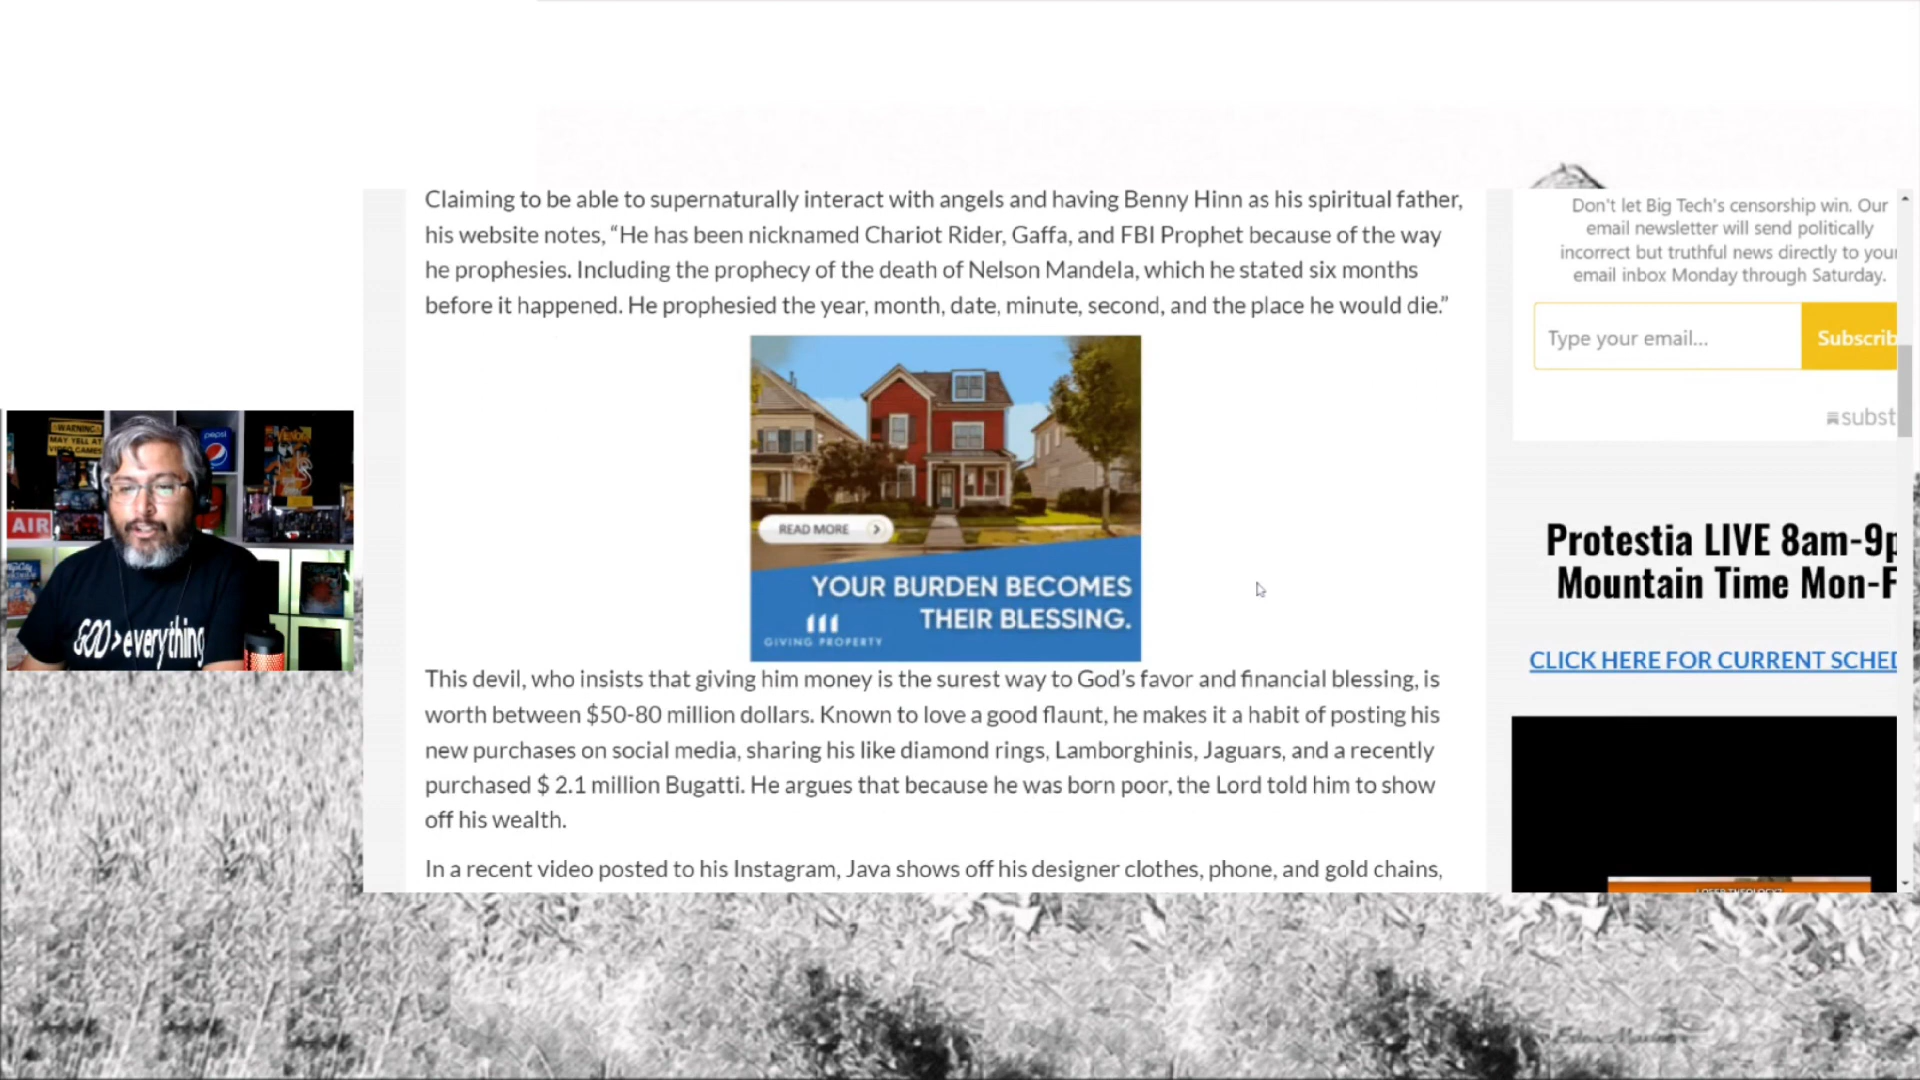 Claiming to be able to supernaturally interact with angels and having Benny Hinn as his spiritual father,
his website notes, “He has been nicknamed Chariot Rider, Gaffa, and FBI Prophet because of the way
he prophesies. Including the prophecy of the death of Nelson Mandela, which he stated six months
before it happened. He prophesied the year, month, date, minute, second, and the place he would die.”
READ MORE
YOUR BURDEN BECOMES
THEIR BLESSING.
GIVING PROPERTY
This devil, who insists that giving him money is the surest way to God’s favor and financial blessing, is
worth between $50-80 million dollars. Known to love a good flaunt, he makes it a habit of posting his
new purchases on social media, sharing his like diamond rings, Lamborghinis, Jaguars, and a recently
purchased $ 2.1 million Bugatti. He argues that because he was born poor, the Lord told him to show
off his wealth.
In a recent video posted to his Instagram, Java shows off his designer clothes, phone, and gold chains,
Don't let Big Tech's censorship win. Our
email newsletter will send politically
incorrect but truthful news directly to your
email inbox Monday through Saturday.
Type your email...
Subscrib
subst
Protestia LIVE 8am-9p
Mountain Time Mon-F
CLICK HERE FOR CURRENT SCHED
WARNING
MAY YELL AT
VIDEO GAMES
pepsi
VENOM
AIR
GOD > everything